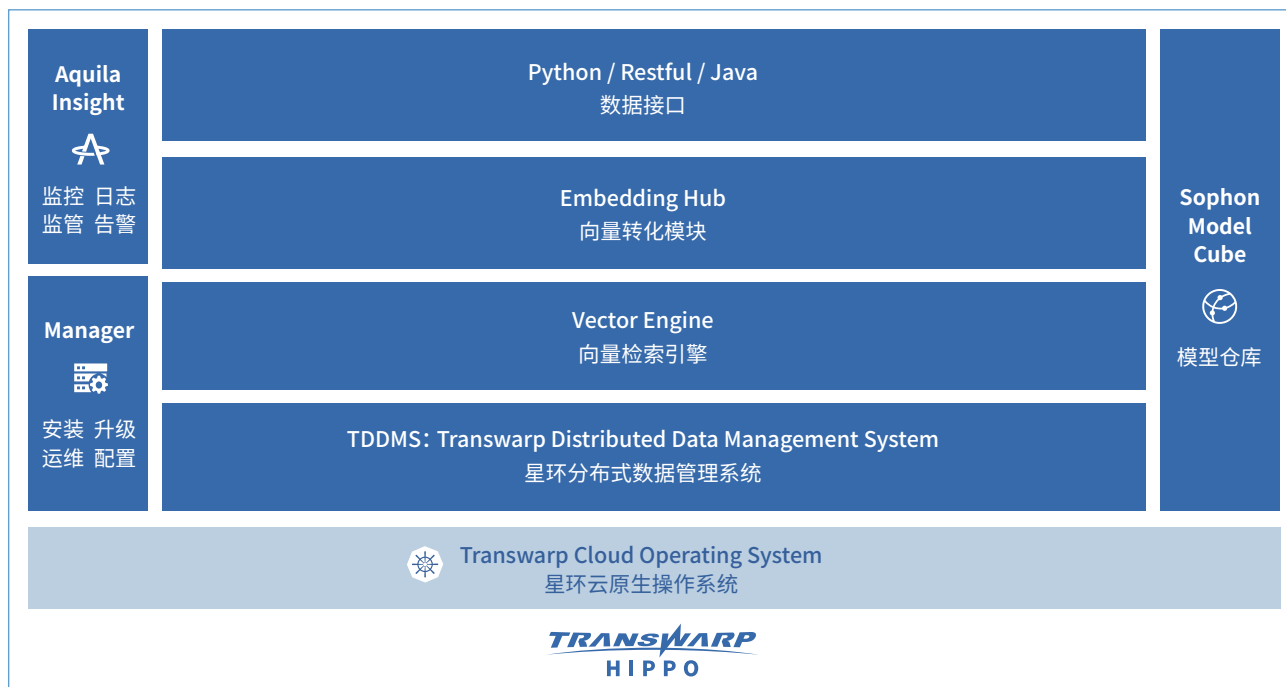 Aquila
Insight
监控 日志
监管 告警
Manager
安装 升级
运维 配置
Python / Restful / Java
数据接口
Embedding Hub
向量转化模块
Vector Engine
向量检索引擎
TDDMS：Transwarp Distributed Data Management System
星环分布式数据管理系统
Sophon
Model
Cube
模型仓库
Transwarp Cloud Operating System
星环云原生操作系统
TRANSWARP
HIPPO